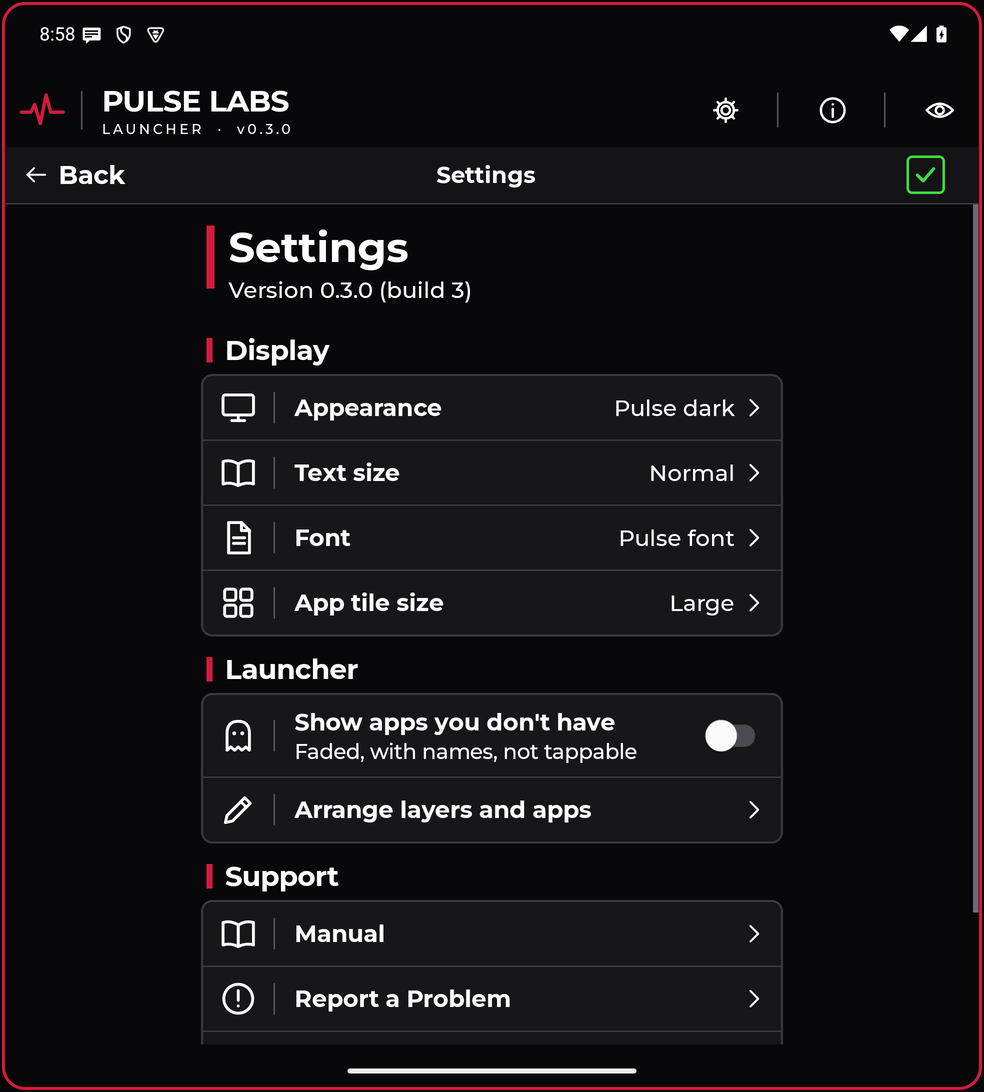 8:58
PULSE LABS
LAUNCHER · v0.3.0
Back
Settings
Settings
Version 0.3.0 (build 3)
Display
Appearance Pulse dark
Text size Normal
Font Pulse font
App tile size Large
Launcher
Show apps you don't have
Faded, with names, not tappable
Arrange layers and apps
Support
Manual
Report a Problem